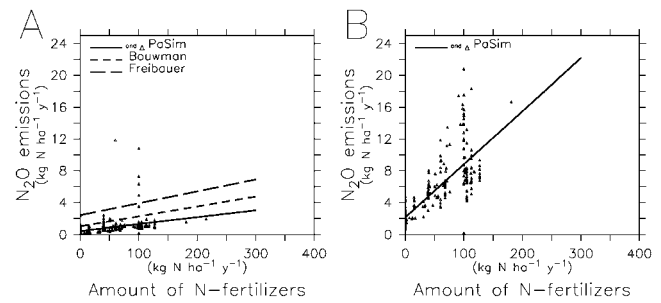 A
N2O emissions
(kg N ha⁻¹ y⁻¹)
24
20
16
12
8
4
0
and Δ PaSim
Bouwman
Freibauer
0 100 200 300 400
(kg N ha⁻¹ y⁻¹)
Amount of N-fertilizers
B
N2O emissions
(kg N ha⁻¹ y⁻¹)
24
20
16
12
8
4
0
and Δ PaSim
0 100 200 300 400
(kg N ha⁻¹ y⁻¹)
Amount of N-fertilizers